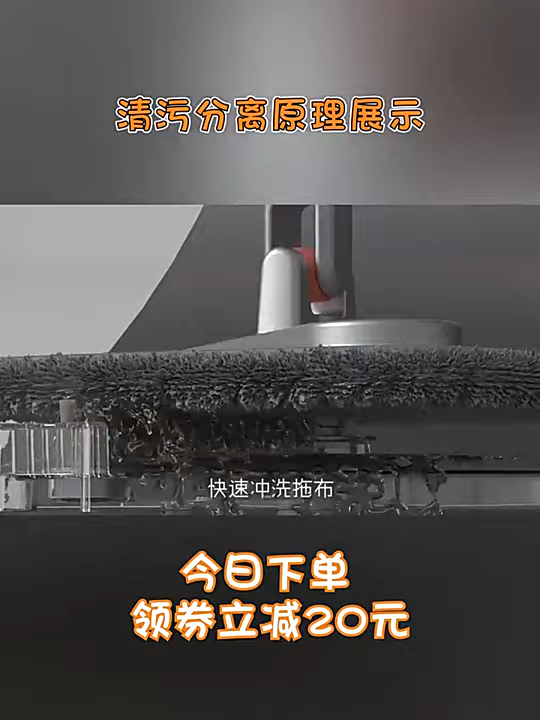 清污分离原理展示
快速冲洗拖布
今日下单
领券立减20元